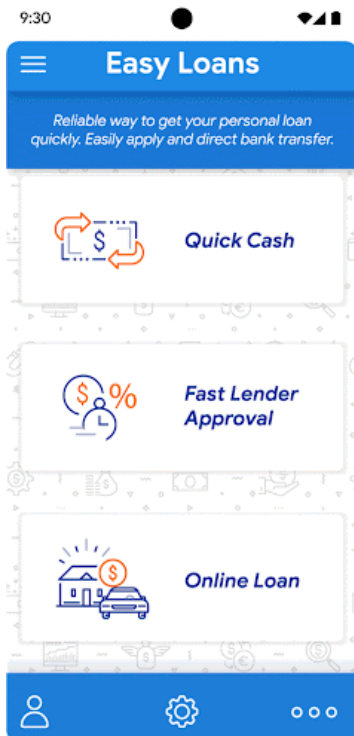 9:30
Easy Loans
Reliable way to get your personal loan
quickly. Easily apply and direct bank transfer.
$
Quick Cash
$ %
Fast Lender
Approval
$
Online Loan